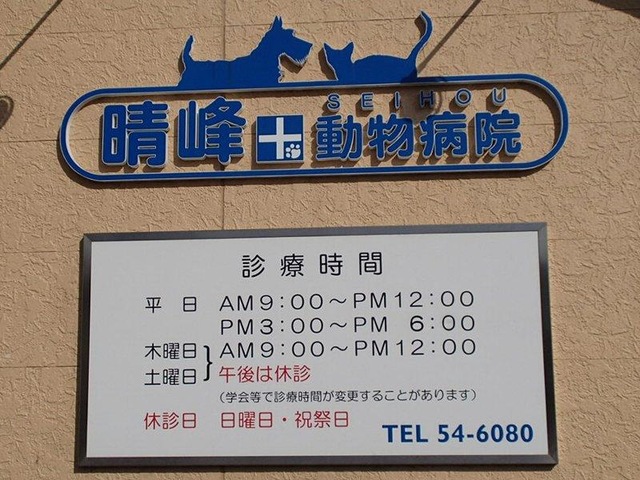 SEIHOU
晴峰動物病院
診療時間
平日 AM9:00〜PM12:00
PM3:00〜PM 6:00
木曜日 AM9:00〜PM12:00
土曜日 午後は休診
(学会等で診療時間が変更することがあります)
休診日 日曜日・祝祭日
TEL 54-6080